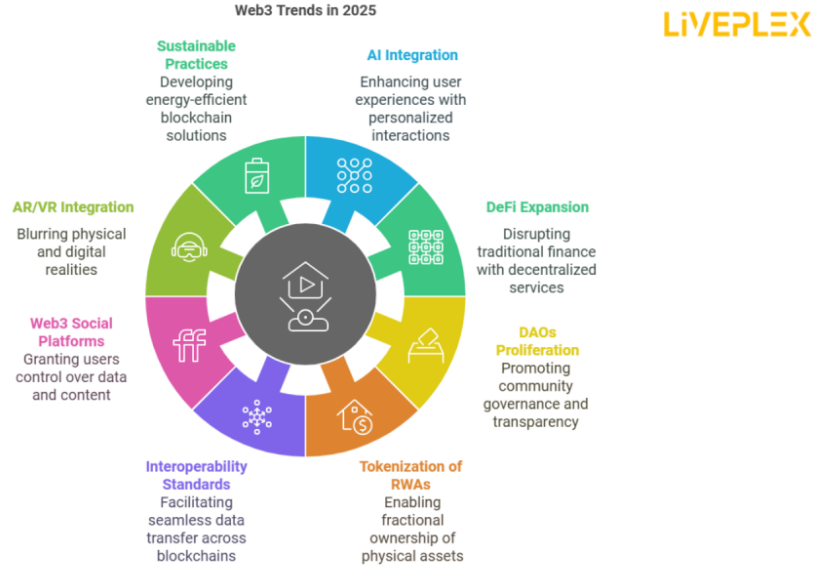 Web3 Trends in 2025
LiVEPLEX
Sustainable
Practices
Developing
energy-efficient
blockchain
solutions
AI Integration
Enhancing user
experiences with
personalized
interactions
AR/VR Integration
Blurring physical
and digital
realities
DeFi Expansion
Disrupting
traditional finance
with decentralized
services
Web3 Social
Platforms
Granting users
control over data
and content
DAOs
Proliferation
Promoting
community
governance and
transparency
Interoperability
Standards
Facilitating
seamless data
transfer across
blockchains
Tokenization of
RWAs
Enabling
fractional
ownership of
physical assets